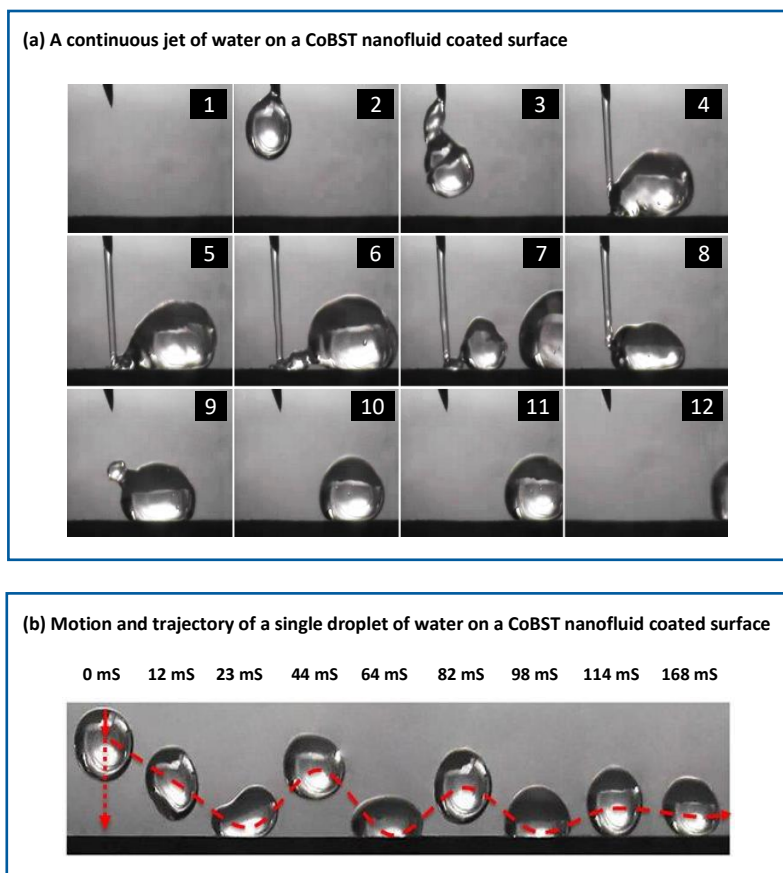 (a) A continuous jet of water on a CoBST nanofluid coated surface
1 2 3 4
5 6 7 8
9 10 11 12
(b) Motion and trajectory of a single droplet of water on a CoBST nanofluid coated surface
0 mS 12 mS 23 mS 44 mS 64 mS 82 mS 98 mS 114 mS 168 mS